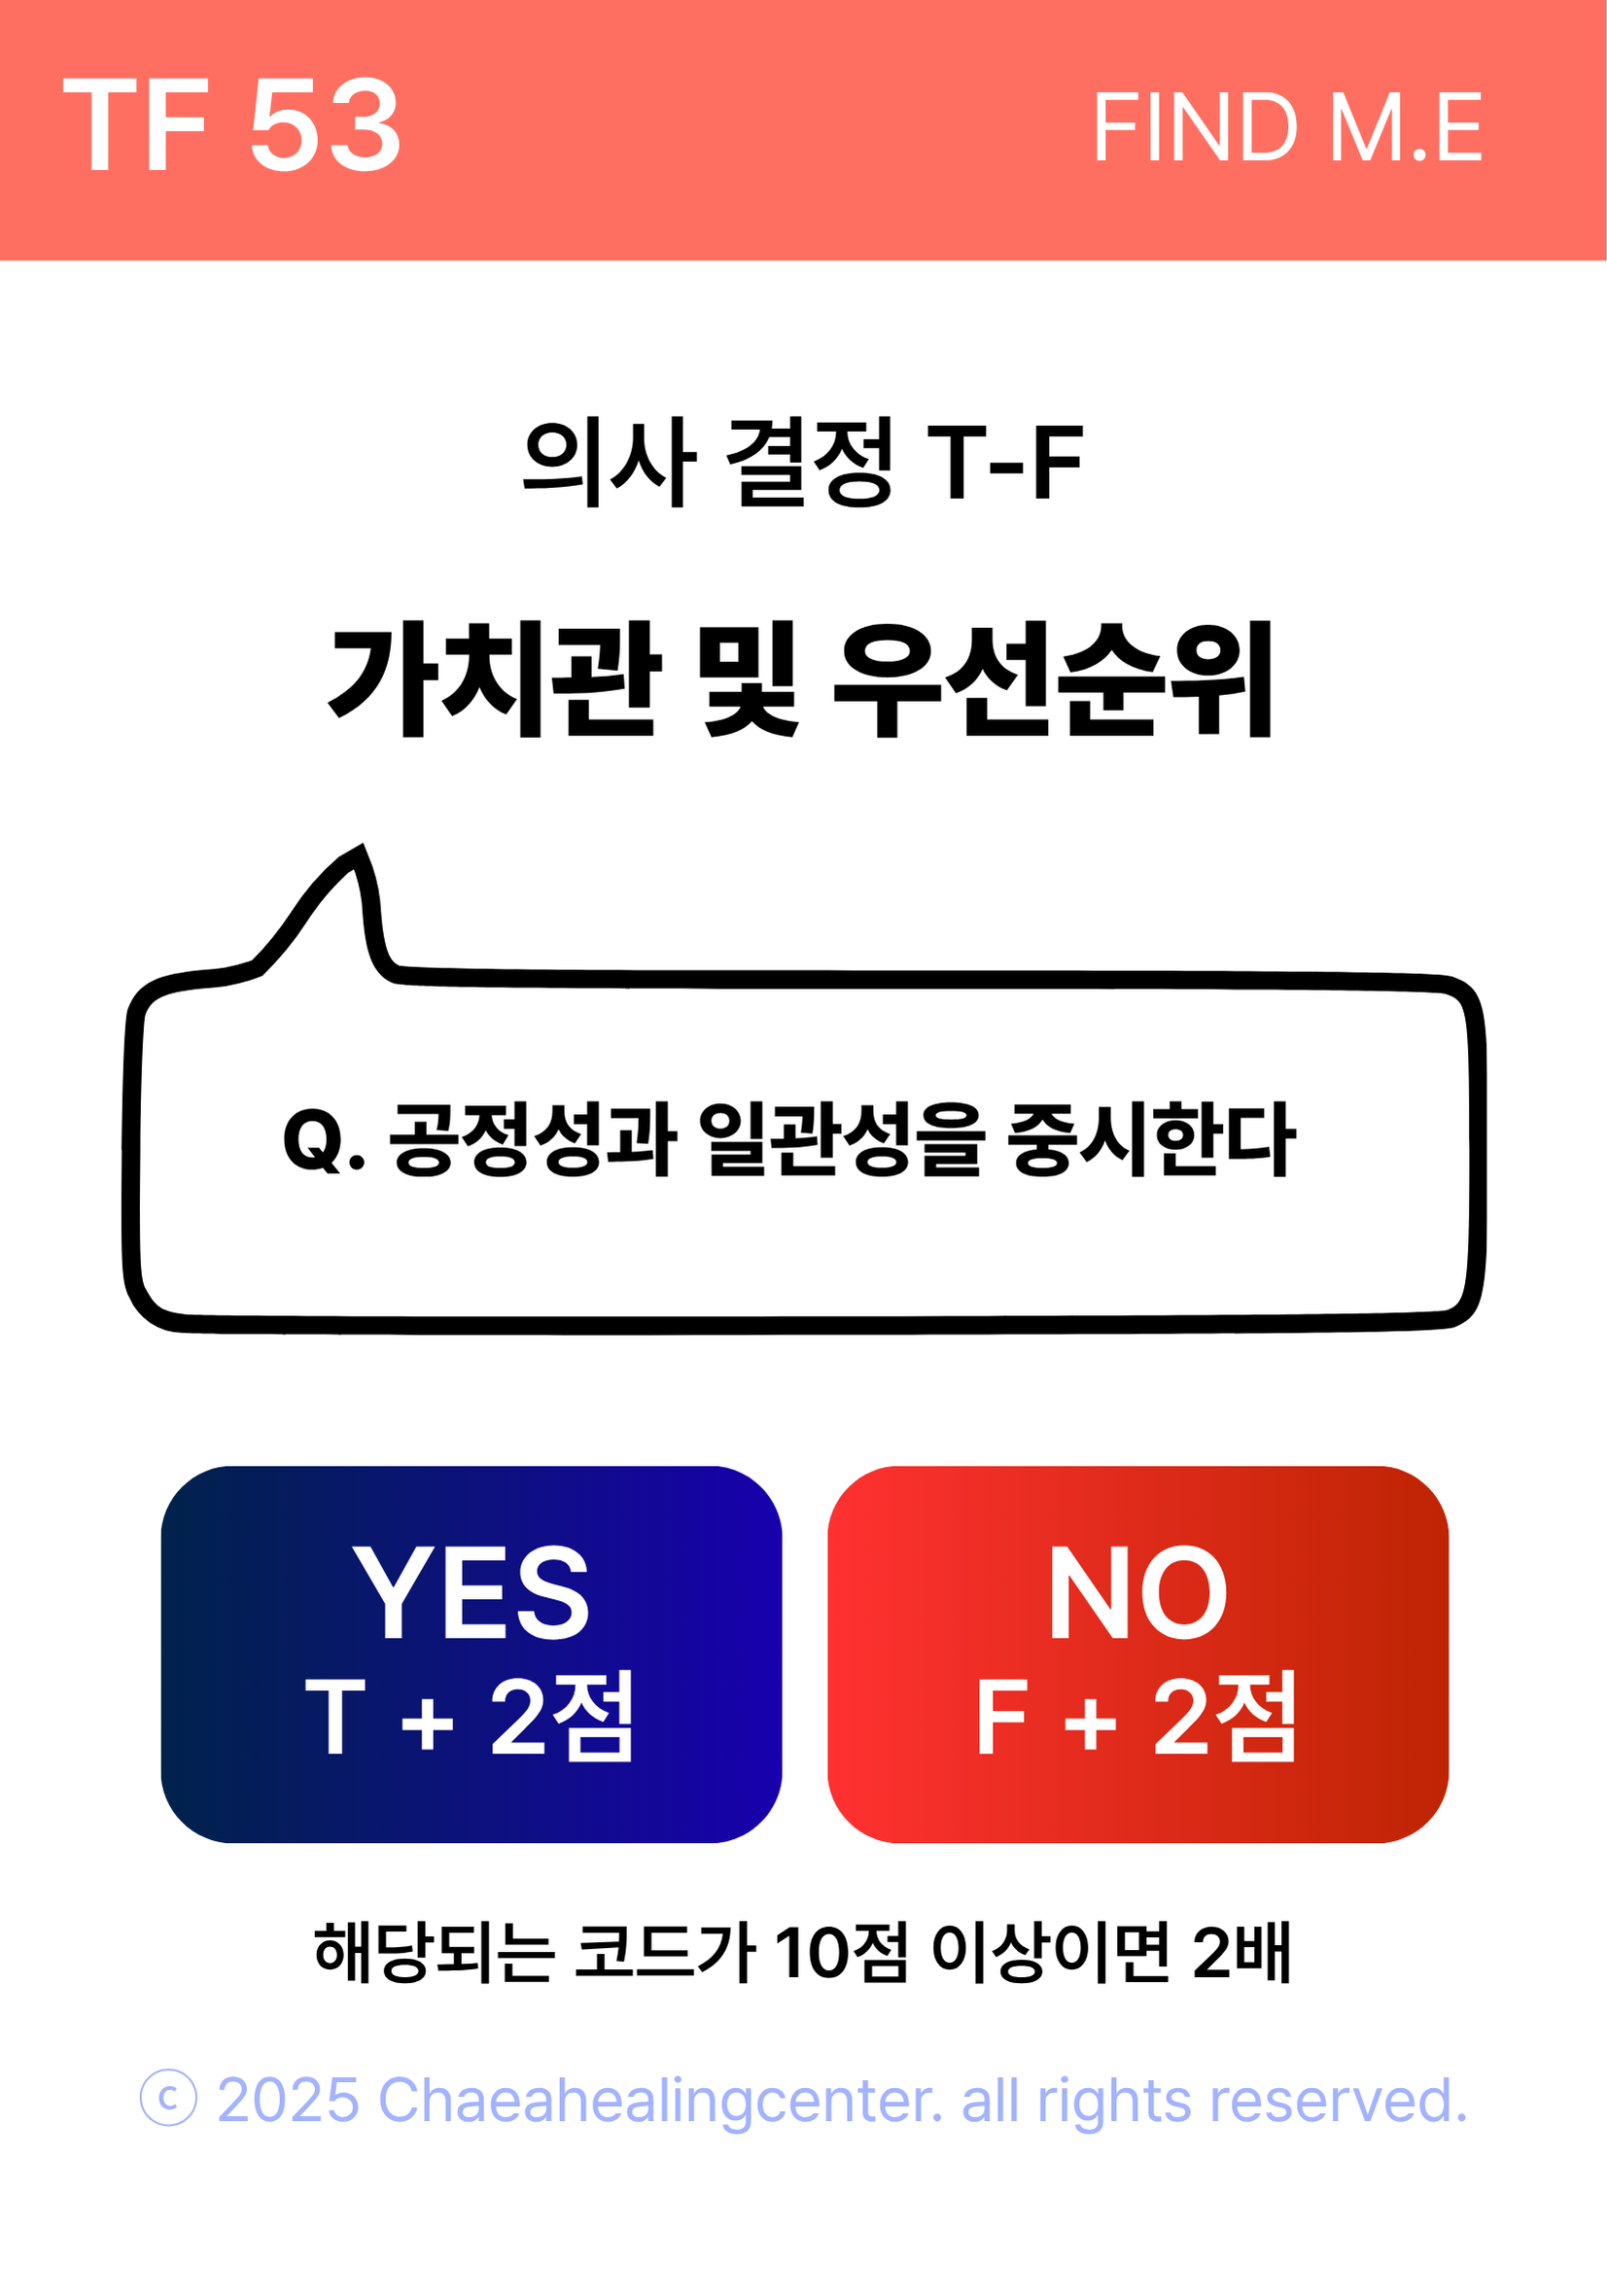 TF 53
FIND M.E
의사 결정 T-F
가치관 및 우선순위
Q. 공정성과 일관성을 중시한다
YES
T + 2점
NO
F + 2점
해당되는 코드가 10점 이상이면 2배
© 2025 Chaeahealingcenter. all rights reserved.